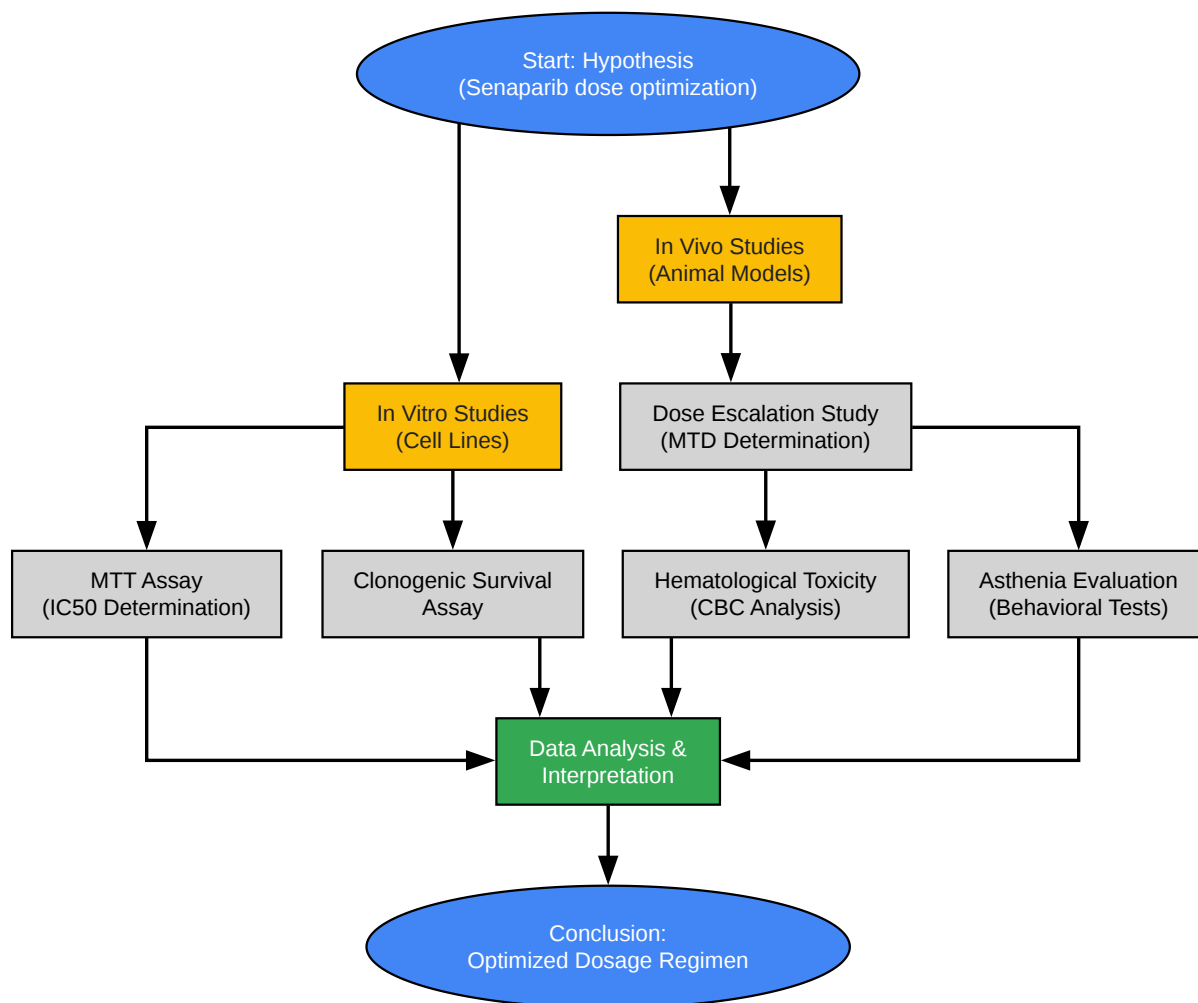 Start: Hypothesis
(Senaparib dose optimization)
In Vivo Studies
(Animal Models)
In Vitro Studies
(Cell Lines)
Dose Escalation Study
(MTD Determination)
MTT Assay
(IC50 Determination)
Clonogenic Survival
Assay
Hematological Toxicity
(CBC Analysis)
Asthenia Evaluation
(Behavioral Tests)
Data Analysis &
Interpretation
Conclusion:
Optimized Dosage Regimen